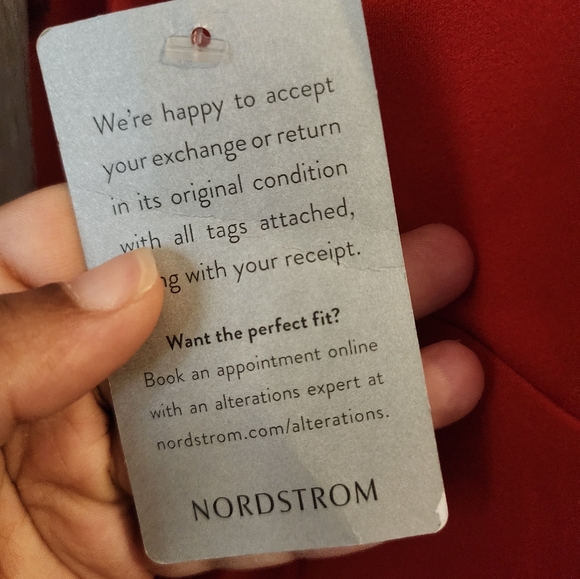 We're happy to accept
your exchange or return
in its original condition
with all tags attached,
with your receipt.
Want the perfect fit?
Book an appointment online
with an alterations expert at
nordstrom.com/alterations.
NORDSTROM